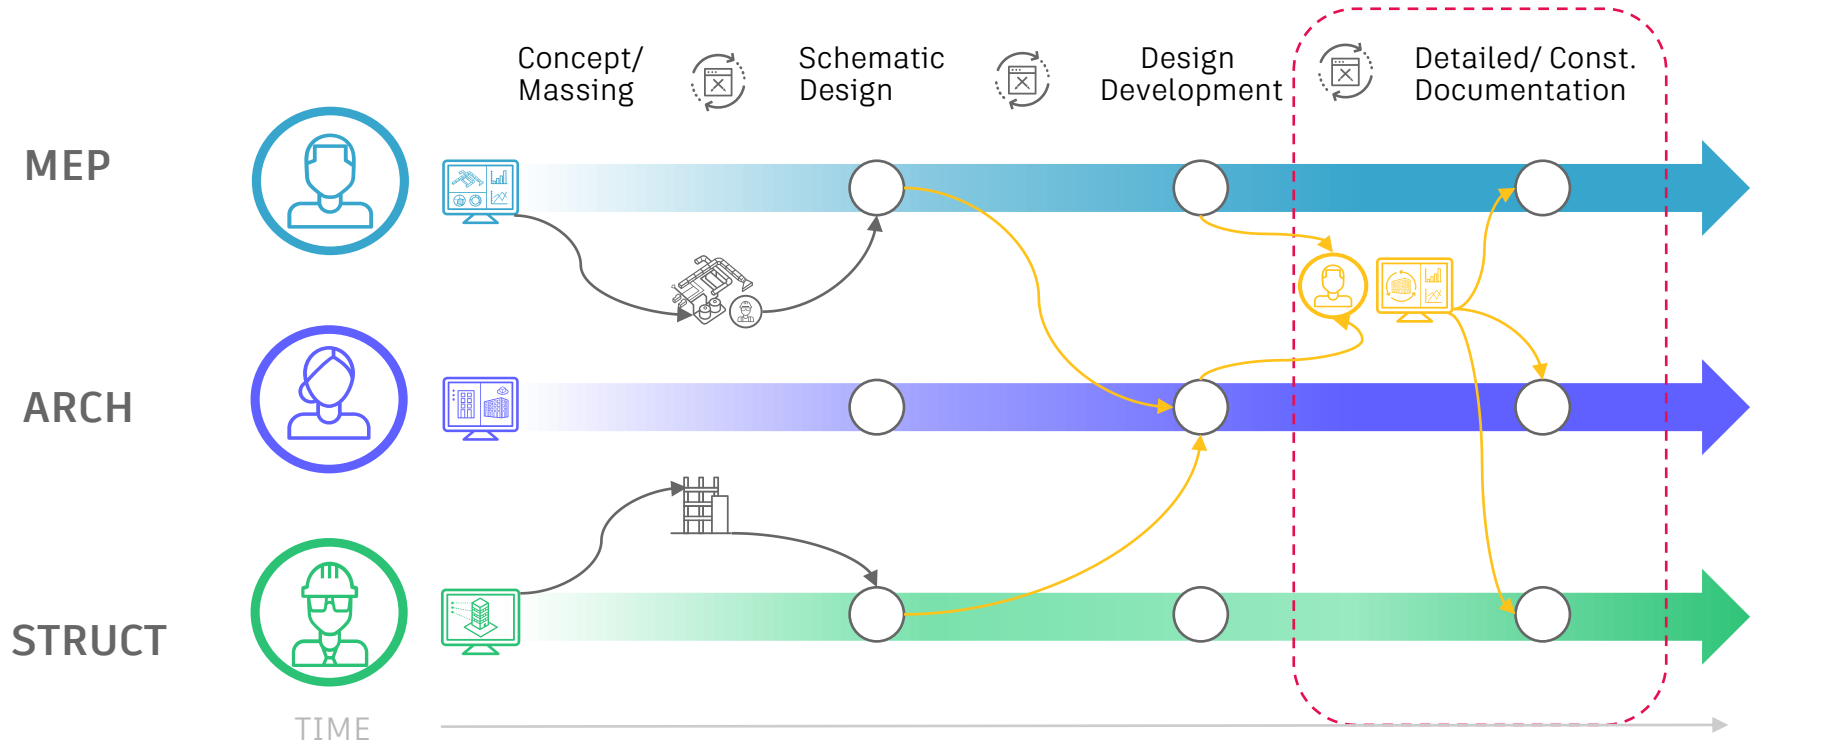 Concept/
Massing
Schematic
Design
Design
Development
Detailed/ Const.
Documentation
MEP
ARCH
STRUCT
TIME